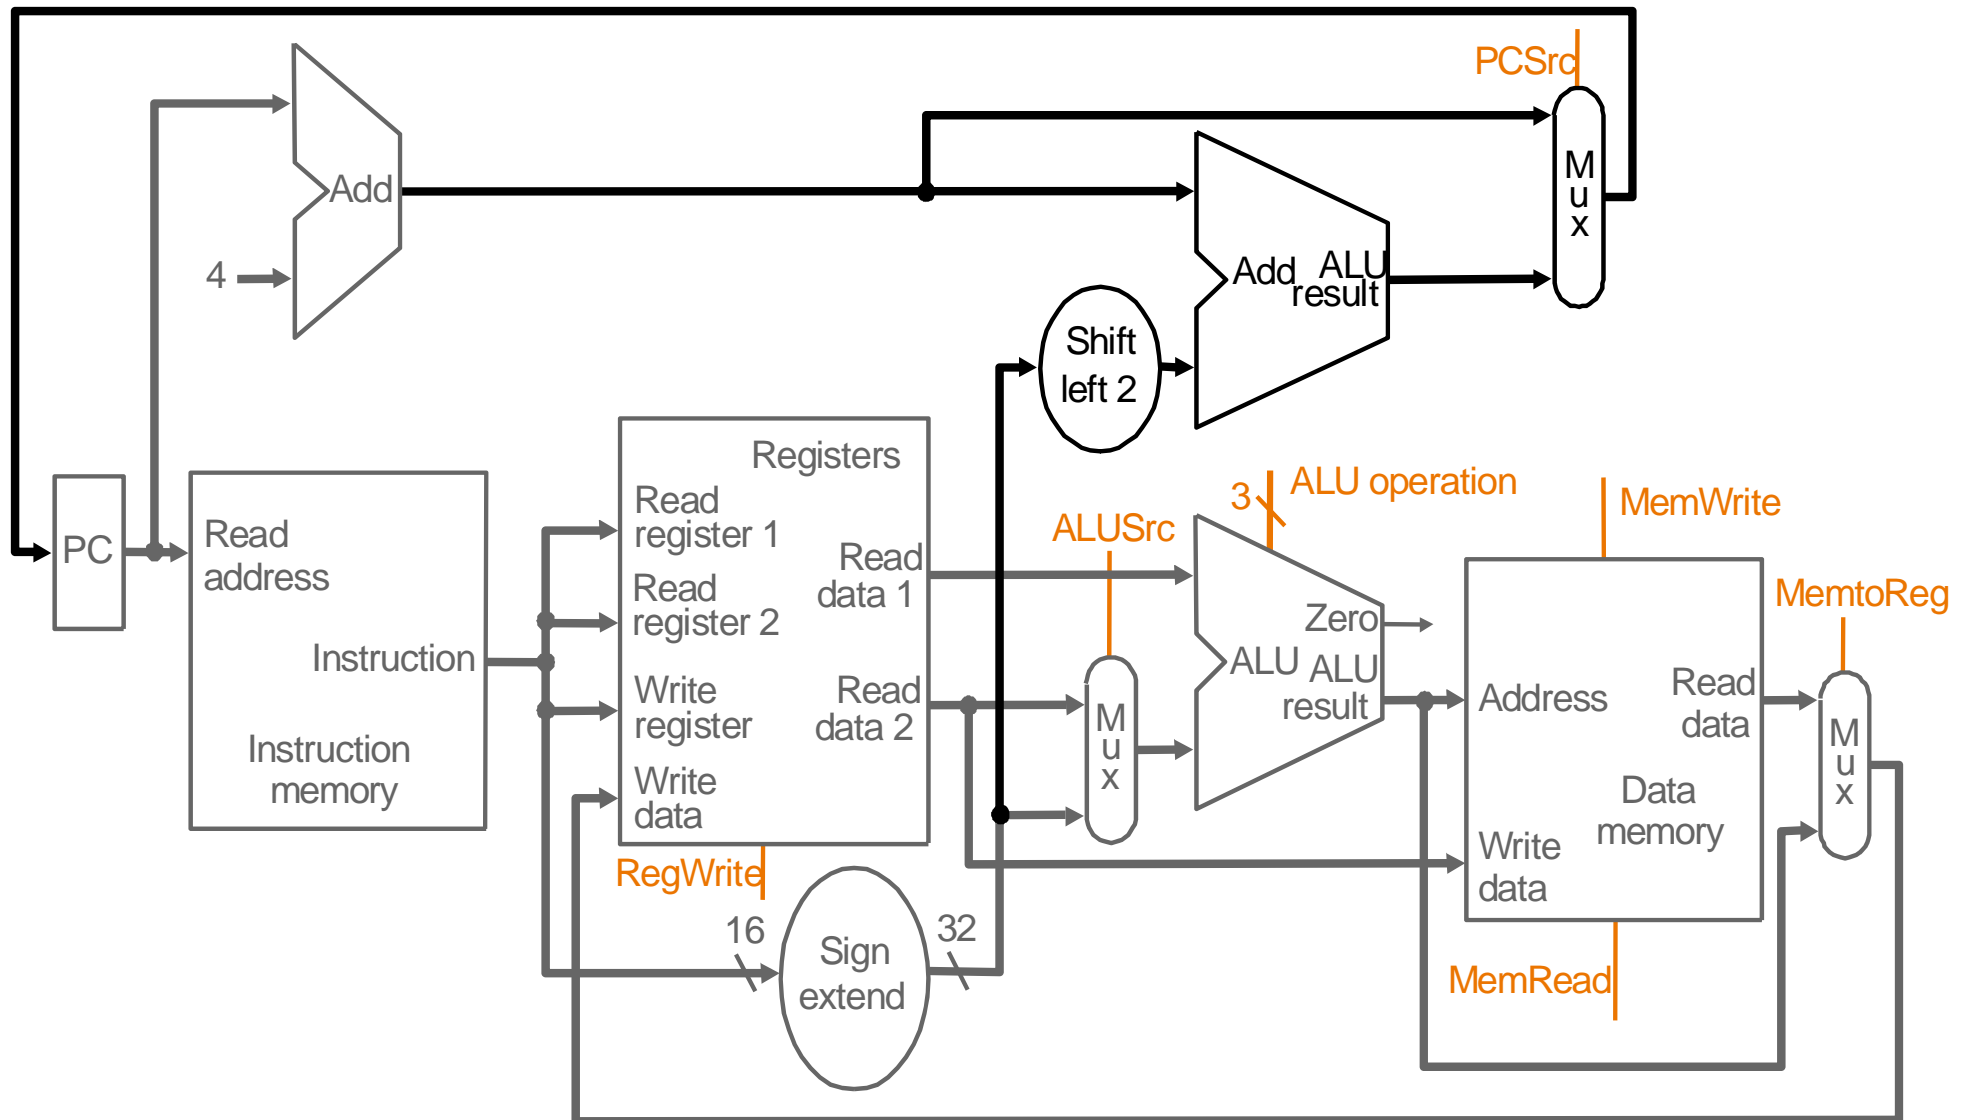 PCSrc
M
u
x
Add
4
Add
ALU
result
Shift
left 2
Registers
Read
register 1
Read
register 2
Write
register
Write
data
Read
data 1
Read
data 2
PC
Read
address
Instruction
Instruction
memory
RegWrite
16
Sign
extend
32
ALUSrc
M
u
x
3
ALU operation
Zero
ALU
ALU
result
MemWrite
Address
Read
data
Data
memory
Write
data
MemRead
MemtoReg
M
u
x